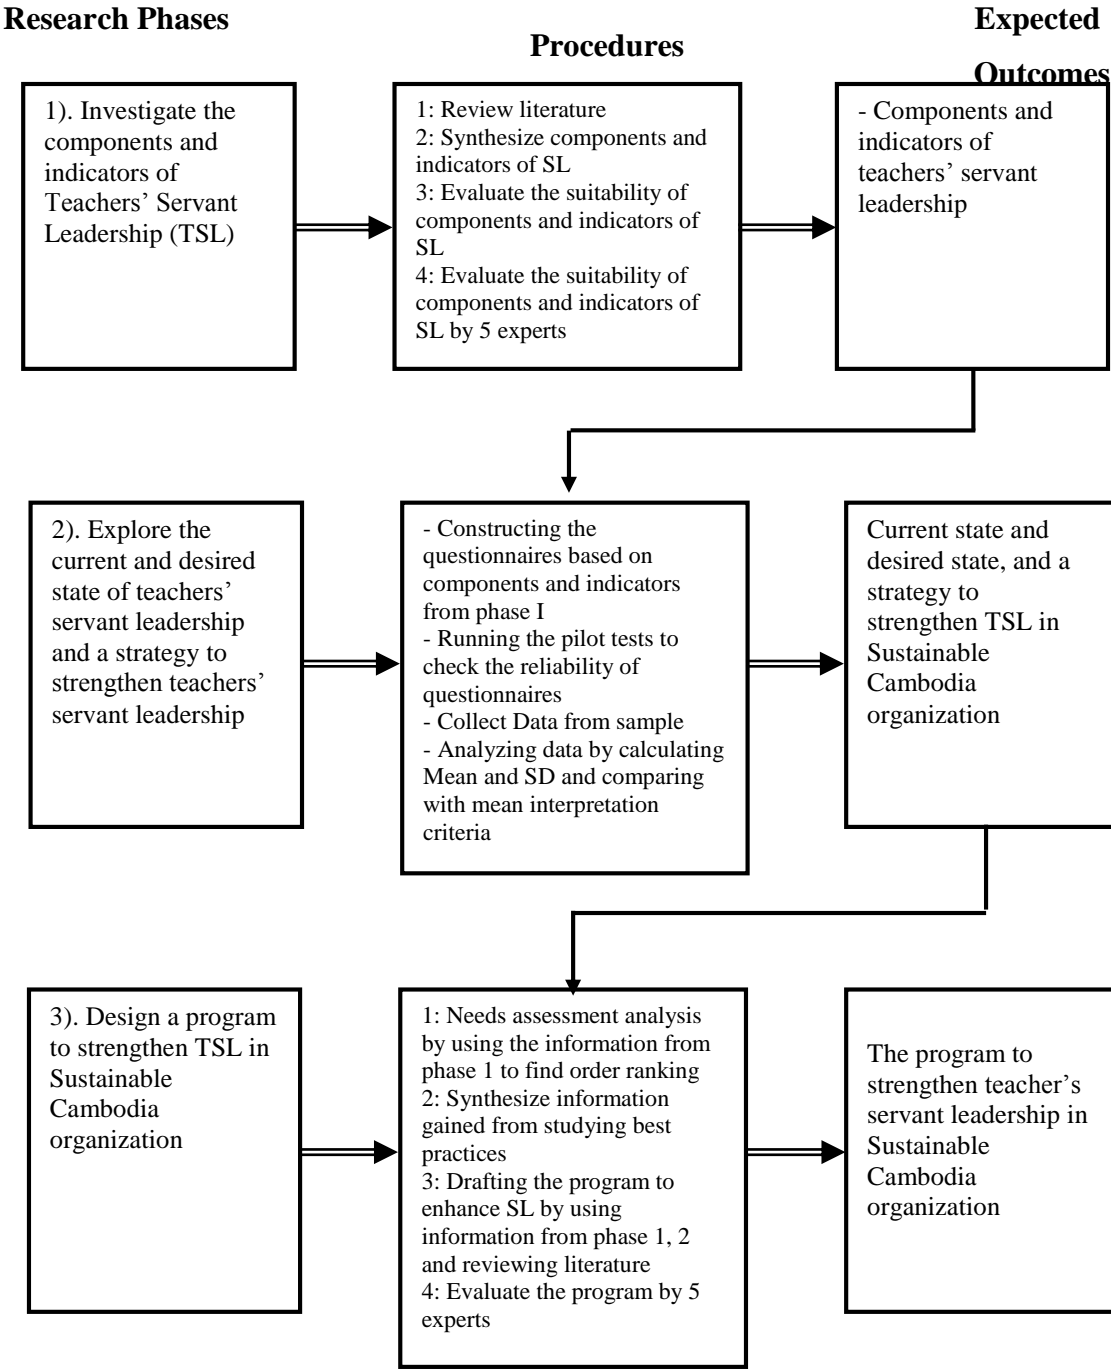 Research Phases
Procedures
Expected
Outcomes
1). Investigate the
components and
indicators of
Teachers’ Servant
Leadership (TSL)
1: Review literature
2: Synthesize components and
indicators of SL
3: Evaluate the suitability of
components and indicators of
SL
4: Evaluate the suitability of
components and indicators of
SL by 5 experts
- Components and
indicators of
teachers’ servant
leadership
2). Explore the
current and desired
state of teachers’
servant leadership
and a strategy to
strengthen teachers’
servant leadership
- Constructing the
questionnaires based on
components and indicators
from phase I
- Running the pilot tests to
check the reliability of
questionnaires
- Collect Data from sample
- Analyzing data by calculating
Mean and SD and comparing
with mean interpretation
criteria
Current state and
desired state, and a
strategy to
strengthen TSL in
Sustainable
Cambodia
organization
3). Design a program
to strengthen TSL in
Sustainable
Cambodia
organization
1: Needs assessment analysis
by using the information from
phase 1 to find order ranking
2: Synthesize information
gained from studying best
practices
3: Drafting the program to
enhance SL by using
information from phase 1, 2
and reviewing literature
4: Evaluate the program by 5
experts
The program to
strengthen teacher’s
servant leadership in
Sustainable
Cambodia
organization